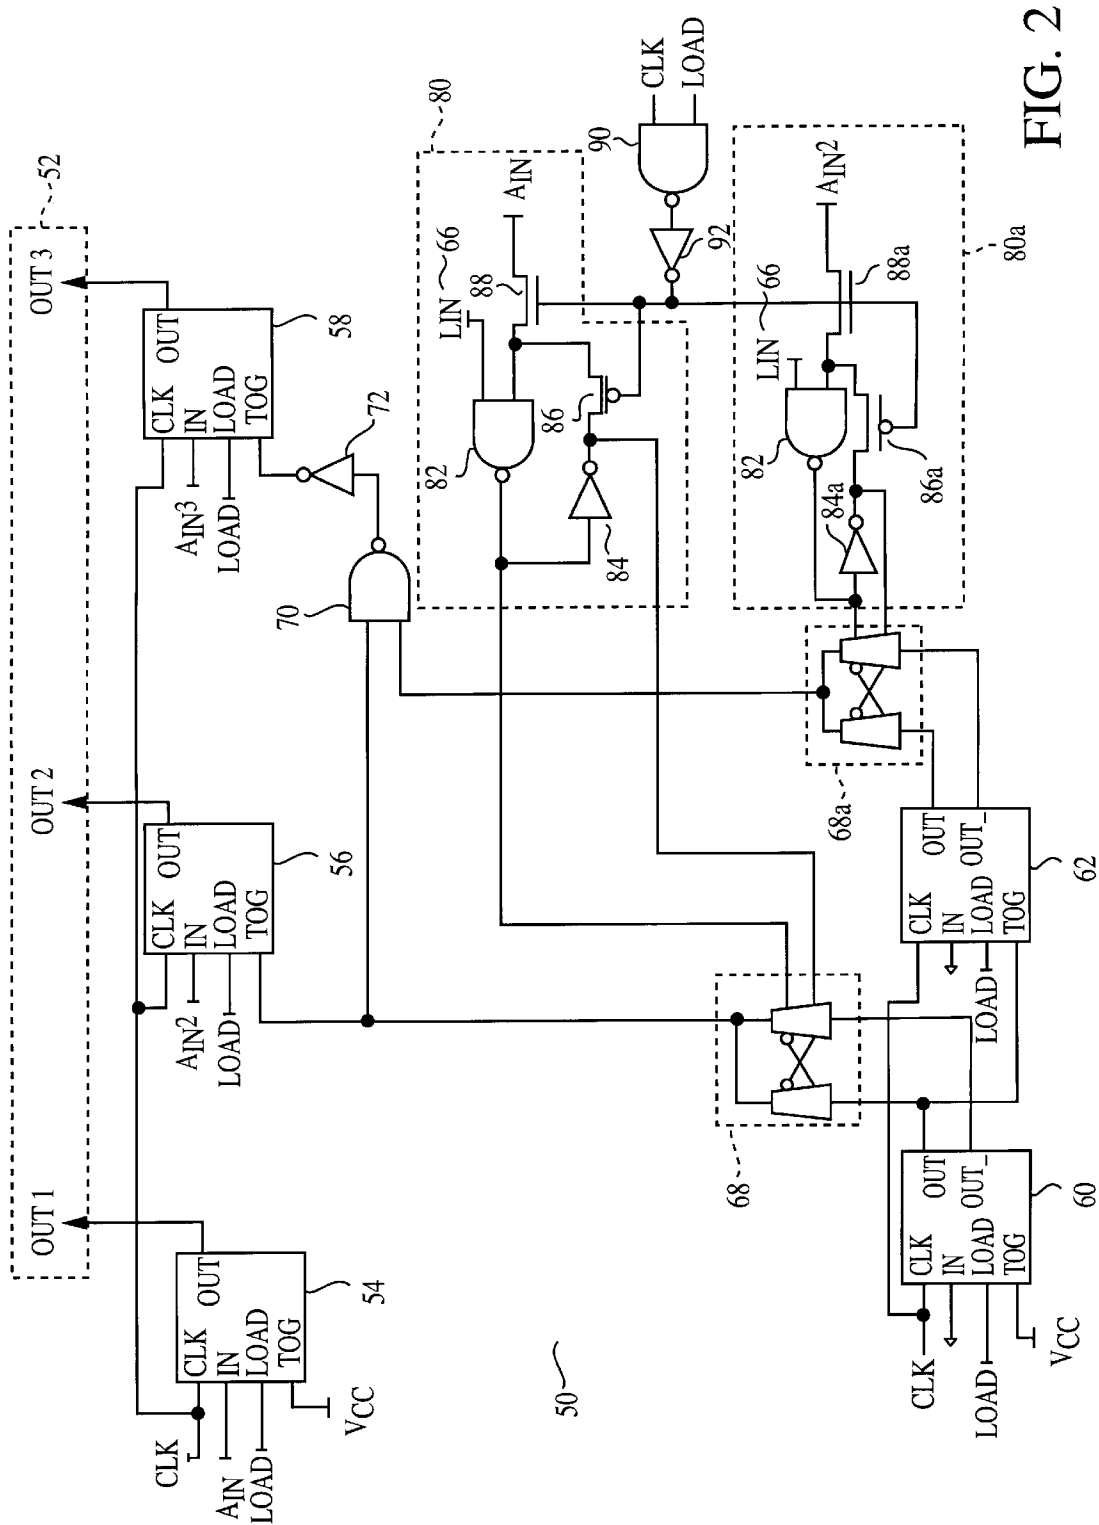 52
OUT 1
OUT 2
OUT 3
CLK
AIN
LOAD
VCC
CLK
IN
LOAD
TOG
OUT
54
AIN2
LOAD
CLK
IN
LOAD
TOG
OUT
56
AIN3
LOAD
CLK
IN
LOAD
TOG
OUT
58
70
72
80
LIN
66
AIN
82
88
86
84
CLK
LOAD
90
92
LIN
66
AIN2
82
88a
84a
86a
80a
68
68a
50
CLK
LOAD
VCC
CLK
IN
LOAD
TOG
OUT
OUT_
60
LOAD
CLK
IN
LOAD
TOG
OUT
OUT_
62
FIG. 2